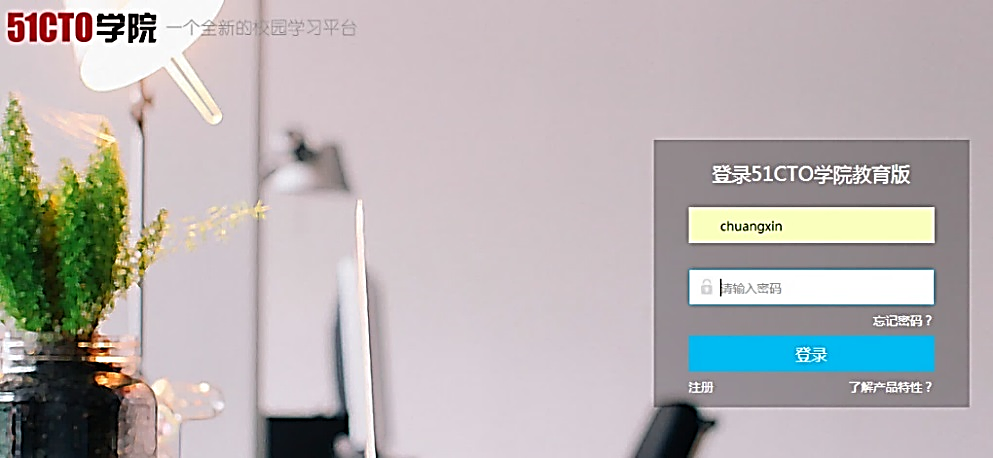 51CTO学院 一个全新的校园学习平台
登录51CTO学院教育版
chuangxin
请输入密码
忘记密码？
登录
注册 了解产品特性？